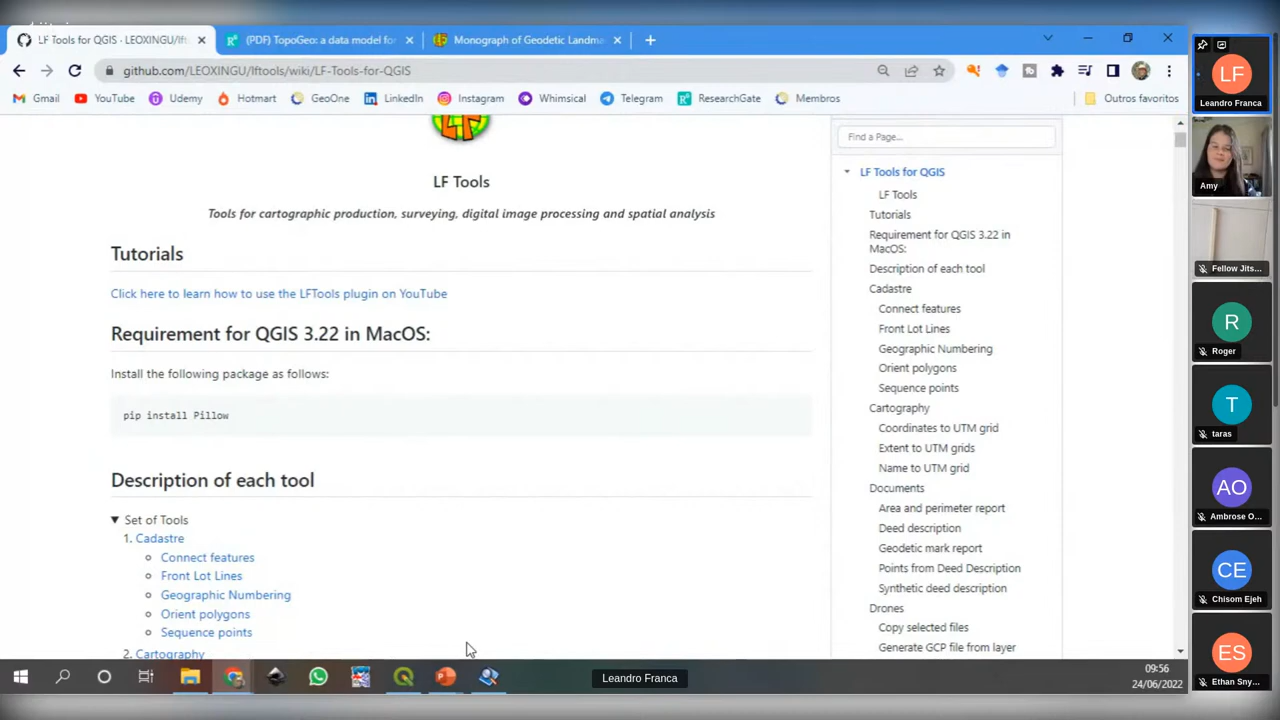 LF Tools for QGIS - LEOXINGU/lft
(PDF) TopoGeo: a data model for
Monograph of Geodetic Landma
github.com/LEOXINGU/lftools/wiki/LF-Tools-for-QGIS
Gmail
YouTube
Udemy
Hotmart
GeoOne
LinkedIn
Instagram
Whimsical
Telegram
ResearchGate
Membros
Outros favoritos
LF
LF Tools
Tools for cartographic production, surveying, digital image processing and spatial analysis
Tutorials
Click here to learn how to use the LFTools plugin on YouTube
Requirement for QGIS 3.22 in MacOS:
Install the following package as follows:
pip install Pillow
Description of each tool
Set of Tools
1. Cadastre
Connect features
Front Lot Lines
Geographic Numbering
Orient polygons
Sequence points
2. Cartography
Find a Page...
LF Tools for QGIS
LF Tools
Tutorials
Requirement for QGIS 3.22 in
MacOS:
Description of each tool
Cadastre
Connect features
Front Lot Lines
Geographic Numbering
Orient polygons
Sequence points
Cartography
Coordinates to UTM grid
Extent to UTM grids
Name to UTM grid
Documents
Area and perimeter report
Deed description
Geodetic mark report
Points from Deed Description
Synthetic deed description
Drones
Copy selected files
Generate GCP file from layer
LF
Leandro Franca
Amy
Fellow Jits...
R
Roger
T
taras
AO
Ambrose O...
CE
Chisom Ejeh
ES
Ethan Sny...
Leandro Franca
09:56
24/06/2022